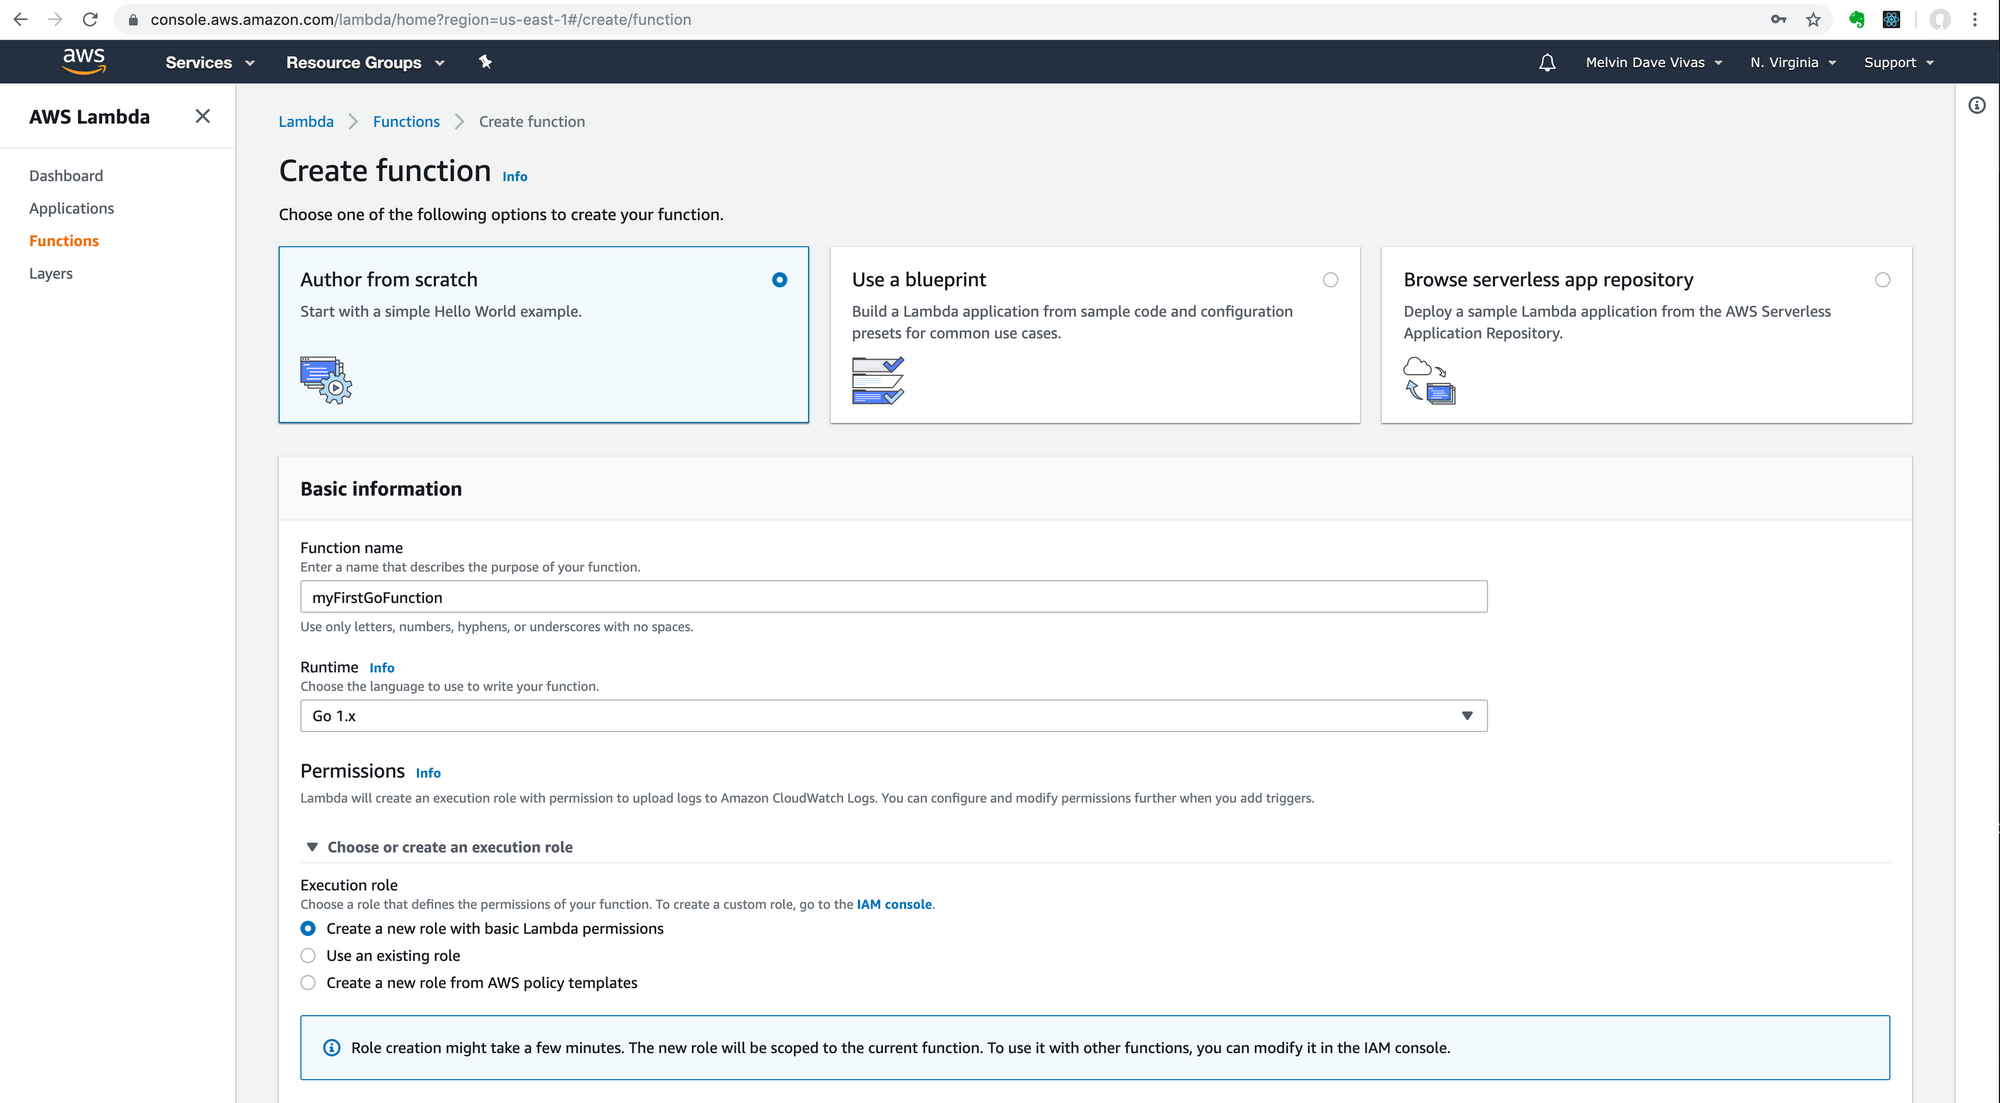 console.aws.amazon.com/lambda/home?region=us-east-1#/create/function
aws Services Resource Groups Melvin Dave Vivas N. Virginia Support
AWS Lambda
Dashboard
Applications
Functions
Layers
Lambda Functions Create function
Create function Info
Choose one of the following options to create your function.
Author from scratch
Start with a simple Hello World example.
Use a blueprint
Build a Lambda application from sample code and configuration
presets for common use cases.
Browse serverless app repository
Deploy a sample Lambda application from the AWS Serverless
Application Repository.
Basic information
Function name
Enter a name that describes the purpose of your function.
myFirstGoFunction
Use only letters, numbers, hyphens, or underscores with no spaces.
Runtime Info
Choose the language to use to write your function.
Go 1.x
Permissions Info
Lambda will create an execution role with permission to upload logs to Amazon CloudWatch Logs. You can configure and modify permissions further when you add triggers.
Choose or create an execution role
Execution role
Choose a role that defines the permissions of your function. To create a custom role, go to the IAM console.
Create a new role with basic Lambda permissions
Use an existing role
Create a new role from AWS policy templates
Role creation might take a few minutes. The new role will be scoped to the current function. To use it with other functions, you can modify it in the IAM console.